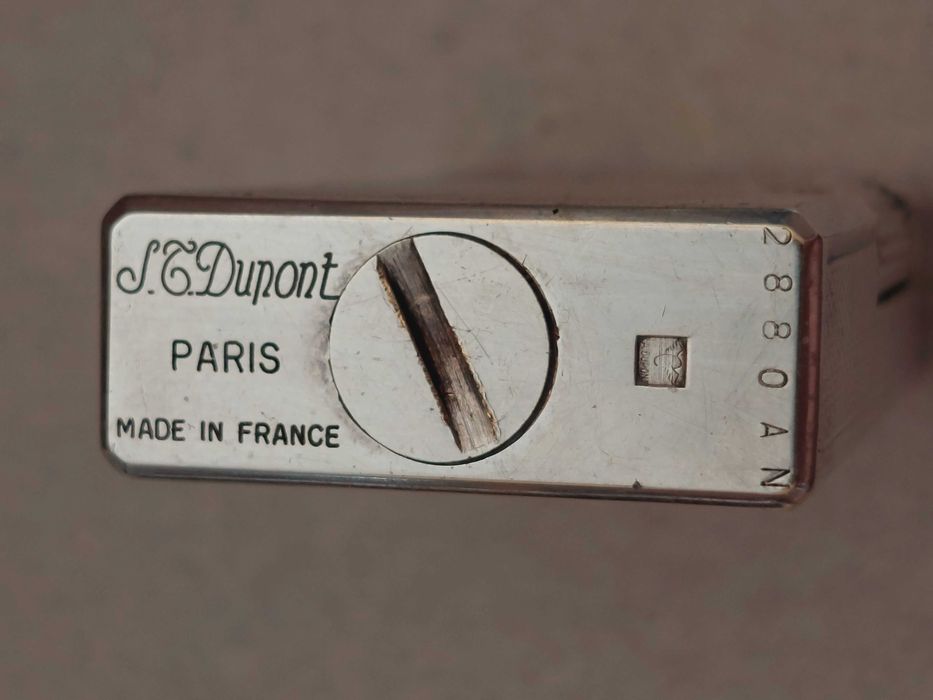 S.T.Dupont
PARIS
MADE IN FRANCE
2880AN